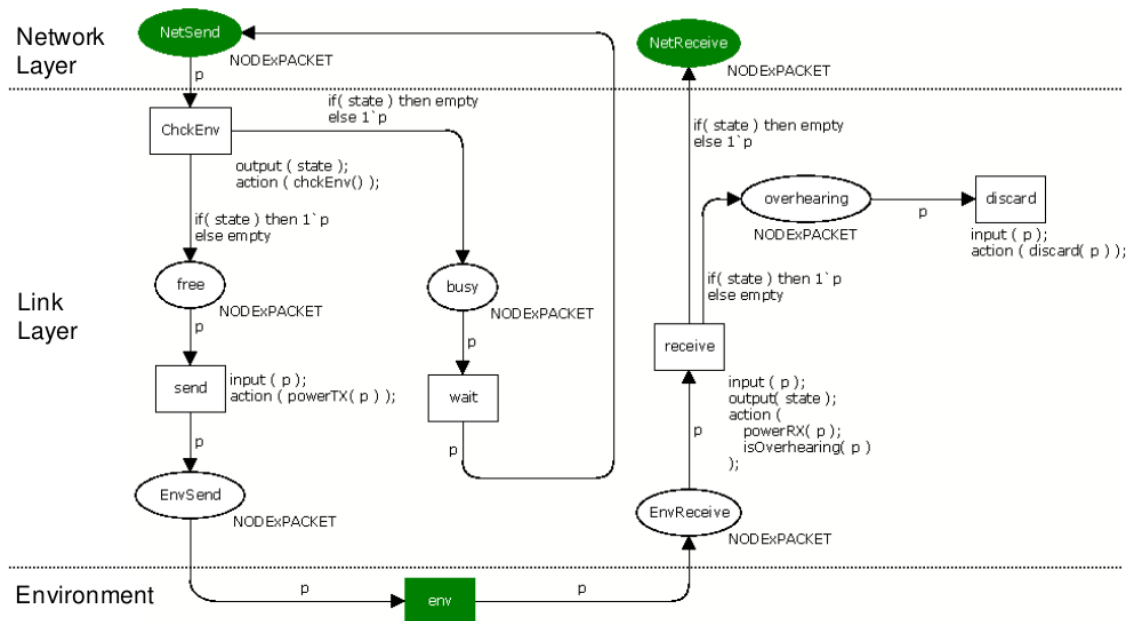 Network
Layer
NetSend
NODExPACKET
p
NetReceive
NODExPACKET
Link
Layer
ChckEnv
if( state ) then empty
else 1`p
output ( state );
action ( chckEnv() );
if( state ) then 1`p
else empty
free
NODExPACKET
p
send
input ( p );
action ( powerTX( p ) );
p
EnvSend
NODExPACKET
busy
NODExPACKET
p
wait
p
if( state ) then empty
else 1`p
overhearing
NODExPACKET
p
discard
input ( p );
action ( discard( p ) );
if( state ) then 1`p
else empty
receive
input ( p );
output( state );
action (
powerRX( p );
isOverhearing( p )
);
p
EnvReceive
NODExPACKET
Environment
p
env
p